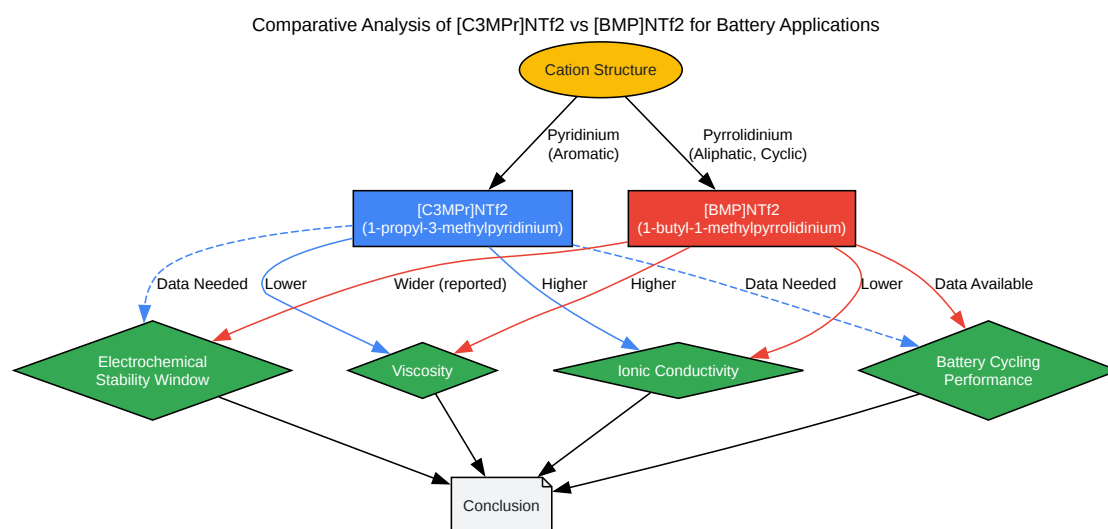 Comparative Analysis of [C3MPr]NTf2 vs [BMP]NTf2 for Battery Applications
Cation Structure
Pyridinium
(Aromatic)
Pyrrolidinium
(Aliphatic, Cyclic)
[C3MPr]NTf2
(1-propyl-3-methylpyridinium)
[BMP]NTf2
(1-butyl-1-methylpyrrolidinium)
Data Needed
Lower
Wider (reported)
Higher
Higher
Data Needed
Lower
Data Available
Electrochemical
Stability Window
Viscosity
Ionic Conductivity
Battery Cycling
Performance
Conclusion